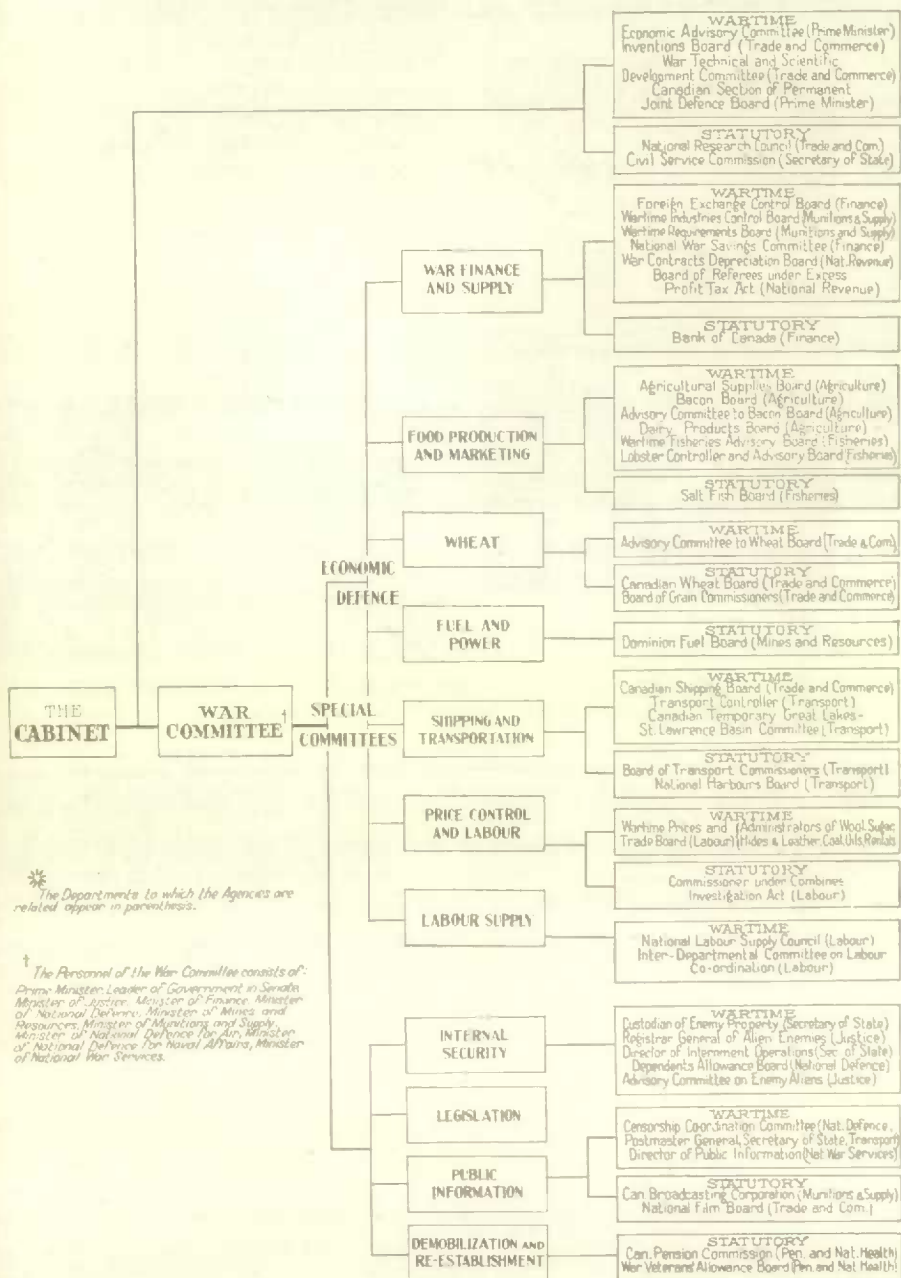 WARTIME
Economic Advisory Committee (Prime Minister)
Inventions Board (Trade and Commerce)
War Technical and Scientific
Development Committee (Trade and Commerce)
Canadian Section of Permanent
Joint Defence Board (Prime Minister)
STATUTORY
National Research Council (Trade and Com.)
Civil Service Commission (Secretary of State)
WAR FINANCE
AND SUPPLY
WARTIME
Foreign Exchange Control Board (Finance)
Wartime Industries Control Board (Munitions & Supply)
Wartime Requirements Board (Munitions and Supply)
National War Savings Committee (Finance)
War Contracts Depreciation Board (Nat. Revenue)
Board of Referees under Excess
Profit Tax Act (National Revenue)
STATUTORY
Bank of Canada (Finance)
FOOD PRODUCTION
AND MARKETING
WARTIME
Agricultural Supplies Board (Agriculture)
Bacon Board (Agriculture)
Advisory Committee to Bacon Board (Agriculture)
Dairy Products Board (Agriculture)
Wartime Fisheries Advisory Board (Fisheries)
Lobster Controller and Advisory Board (Fisheries)
STATUTORY
Salt Fish Board (Fisheries)
WHEAT
WARTIME
Advisory Committee to Wheat Board (Trade & Com.)
STATUTORY
Canadian Wheat Board (Trade and Commerce)
Board of Grain Commissioners (Trade and Commerce)
ECONOMIC
DEFENCE
FUEL AND
POWER
STATUTORY
Dominion Fuel Board (Mines and Resources)
THE
CABINET
WAR †
COMMITTEE
SPECIAL
COMMITTEES
SHIPPING AND
TRANSPORTATION
WARTIME
Canadian Shipping Board (Trade and Commerce)
Transport Controller (Transport)
Canadian Temporary Great Lakes-
St. Lawrence Basin Committee (Transport)
STATUTORY
Board of Transport Commissioners (Transport)
National Harbours Board (Transport)
PRICE CONTROL
AND LABOUR
WARTIME
Wartime Prices and (Administrators of Wool, Sugar,
Trade Board (Labour) (Hides & Leather, Coal, Oils, Rentals
STATUTORY
Commissioner under Combines
Investigation Act (Labour)
LABOUR SUPPLY
WARTIME
National Labour Supply Council (Labour)
Inter-Departmental Committee on Labour
Co-ordination (Labour)
* The Departments to which the Agencies are
related appear in parenthesis.
† The Personnel of the War Committee consists of:
Prime Minister, Leader of Government in Senate,
Minister of Justice, Minister of Finance, Minister
of National Defence, Minister of Mines and
Resources, Minister of Munitions and Supply,
Minister of National Defence for Air, Minister
of National Defence for Naval Affairs, Minister
of National War Services.
INTERNAL
SECURITY
WARTIME
Custodian of Enemy Property (Secretary of State)
Registrar General of Alien Enemies (Justice)
Director of Internment Operations (Sec. of State)
Dependents Allowance Board (National Defence)
Advisory Committee on Enemy Aliens (Justice)
LEGISLATION
PUBLIC
INFORMATION
WARTIME
Censorship Coordination Committee (Nat. Defence,
Postmaster General, Secretary of State, Transport)
Director of Public Information (Nat War Services)
STATUTORY
Can. Broadcasting Corporation (Munitions & Supply)
National Film Board (Trade and Com.)
DEMOBILIZATION AND
RE-ESTABLISHMENT
STATUTORY
Can. Pension Commission (Pen. and Nat. Health)
War Veterans' Allowance Board (Pen. and Nat Health)